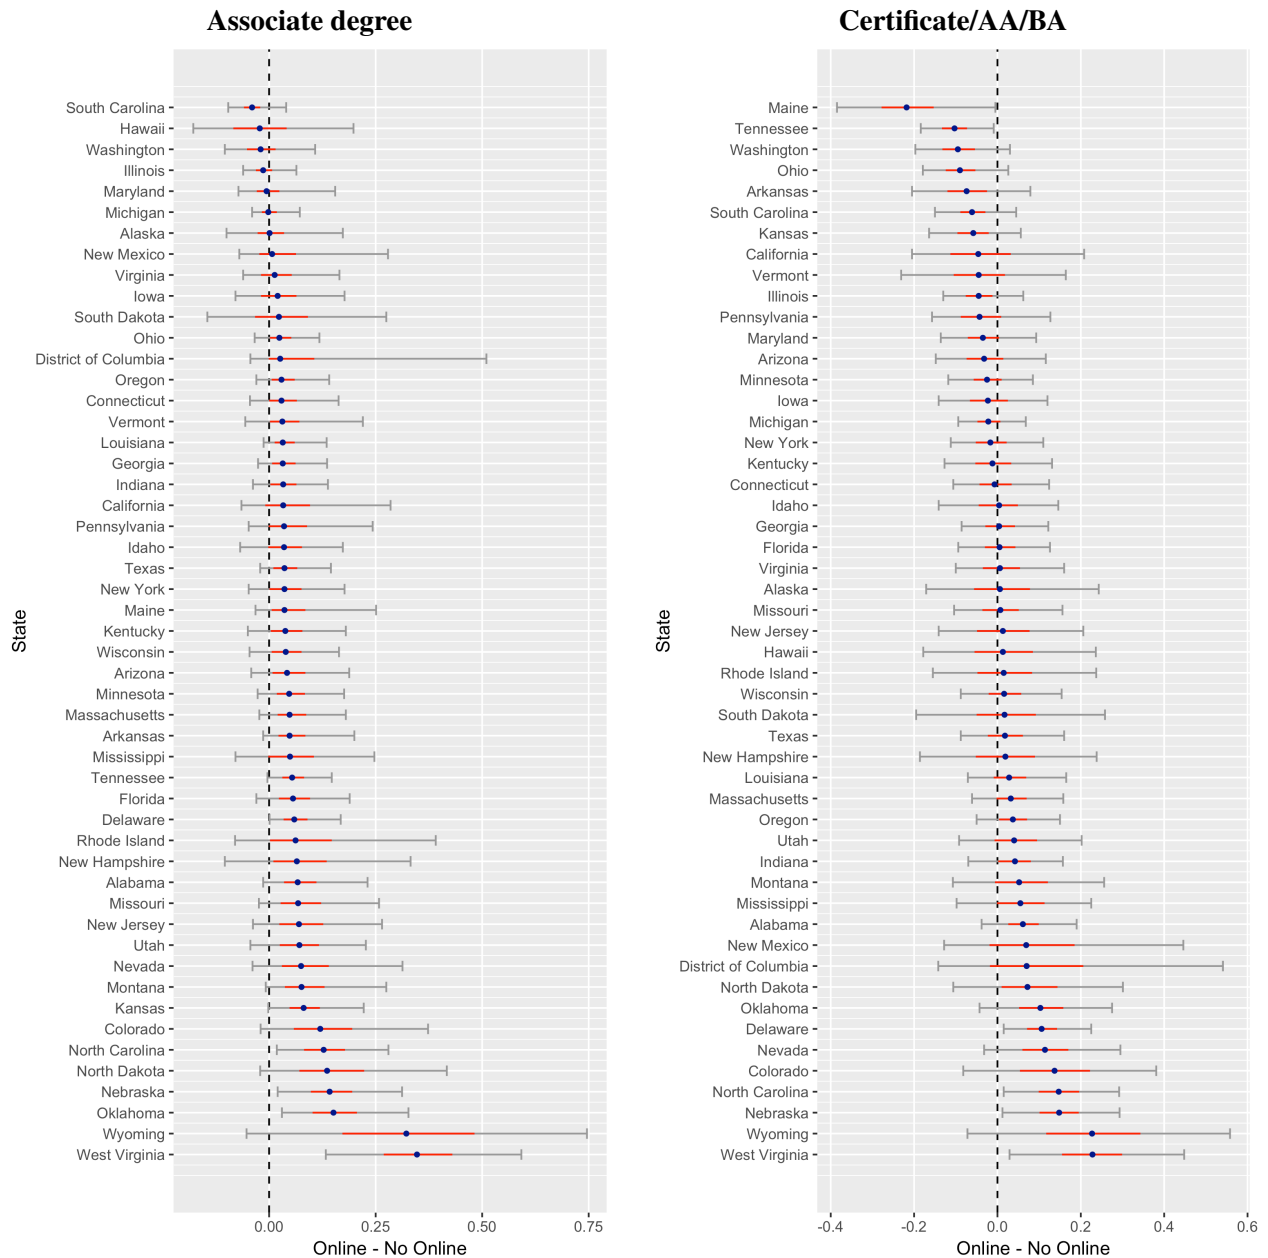 Associate degree
South Carolina
Hawaii
Washington
Illinois
Maryland
Michigan
Alaska
New Mexico
Virginia
Iowa
South Dakota
Ohio
District of Columbia
Oregon
Connecticut
Vermont
Louisiana
Georgia
Indiana
California
Pennsylvania
Idaho
Texas
New York
Maine
Kentucky
Wisconsin
Arizona
Minnesota
Massachusetts
Arkansas
Mississippi
Tennessee
Florida
Delaware
Rhode Island
New Hampshire
Alabama
Missouri
New Jersey
Utah
Nevada
Montana
Kansas
Colorado
North Carolina
North Dakota
Nebraska
Oklahoma
Wyoming
West Virginia
State
0.00 0.25 0.50 0.75
Online - No Online
Certificate/AA/BA
Maine
Tennessee
Washington
Ohio
Arkansas
South Carolina
Kansas
California
Vermont
Illinois
Pennsylvania
Maryland
Arizona
Minnesota
Iowa
Michigan
New York
Kentucky
Connecticut
Idaho
Georgia
Florida
Virginia
Alaska
Missouri
New Jersey
Hawaii
Rhode Island
Wisconsin
South Dakota
Texas
New Hampshire
Louisiana
Massachusetts
Oregon
Utah
Indiana
Montana
Mississippi
Alabama
New Mexico
District of Columbia
North Dakota
Oklahoma
Delaware
Nevada
Colorado
North Carolina
Nebraska
Wyoming
West Virginia
State
-0.4 -0.2 0.0 0.2 0.4 0.6
Online - No Online